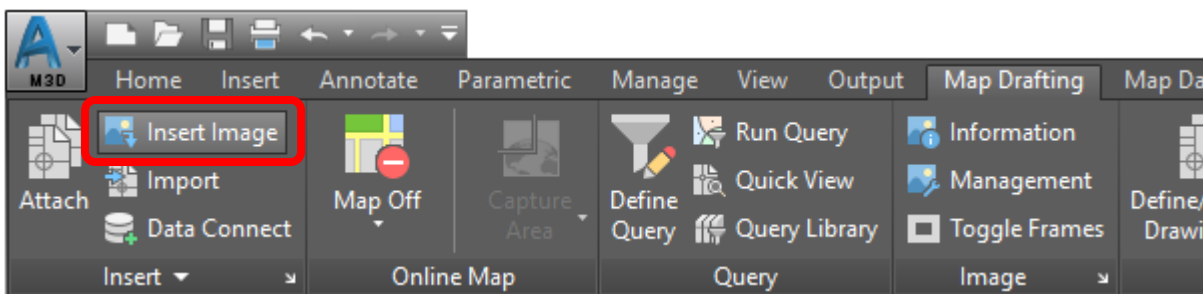 M3D
Home Insert Annotate Parametric Manage View Output Map Drafting Map Da
Insert Image
Import
Data Connect
Attach
Insert
Map Off
Capture
Area
Online Map
Define
Query
Run Query
Quick View
Query Library
Query
Information
Management
Toggle Frames
Image
Define/
Drawi